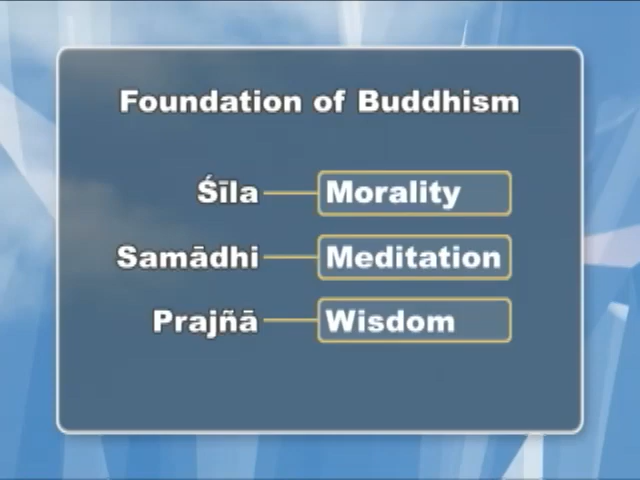 Foundation of Buddhism
Śīla Morality
Samādhi Meditation
Prajñā Wisdom